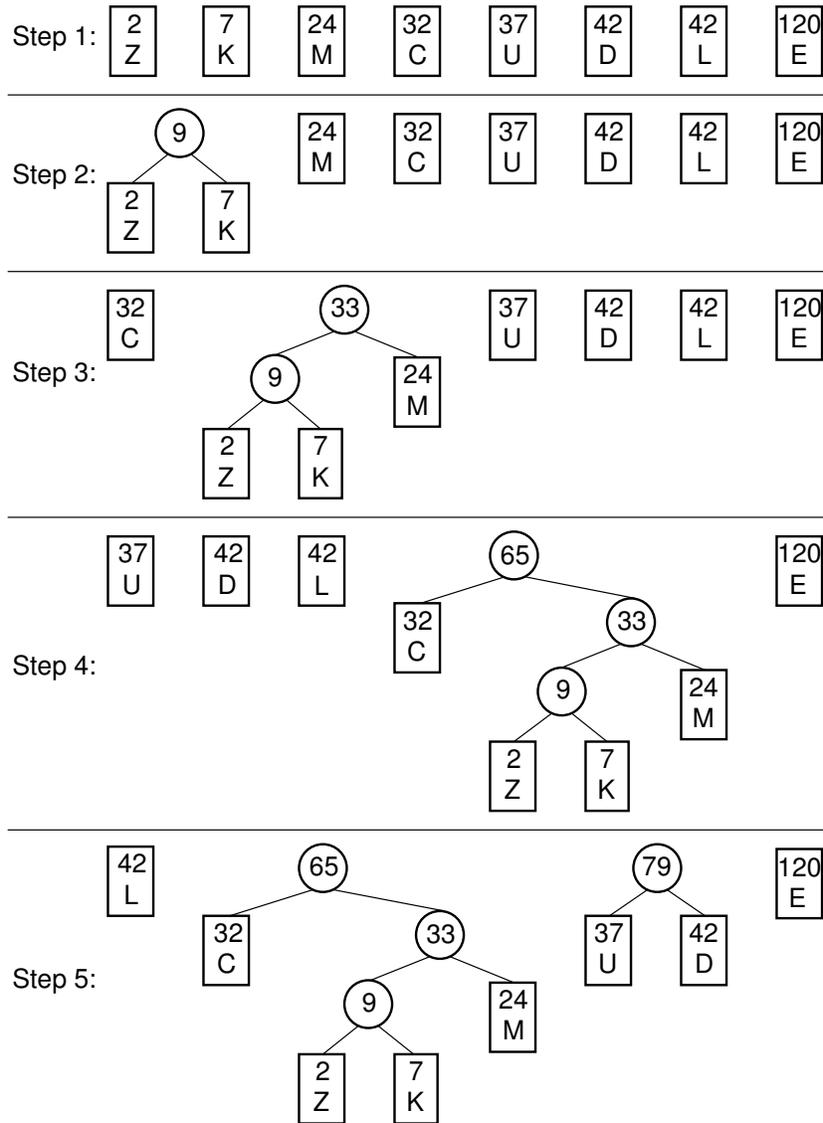 Step 1:
2 7 24 32 37 42 42 120
Z K M C U D L E
Step 2:
9
24 32 37 42 42 120
M C U D L E
2 7
Z K
Step 3:
32 33 37 42 42 120
C U D L E
9 24
M
2 7
Z K
Step 4:
37 42 42 65 120
U D L E
32 33
C
9 24
M
2 7
Z K
Step 5:
42 65 79 120
L E
32 33 37 42
C U D
9 24
M
2 7
Z K